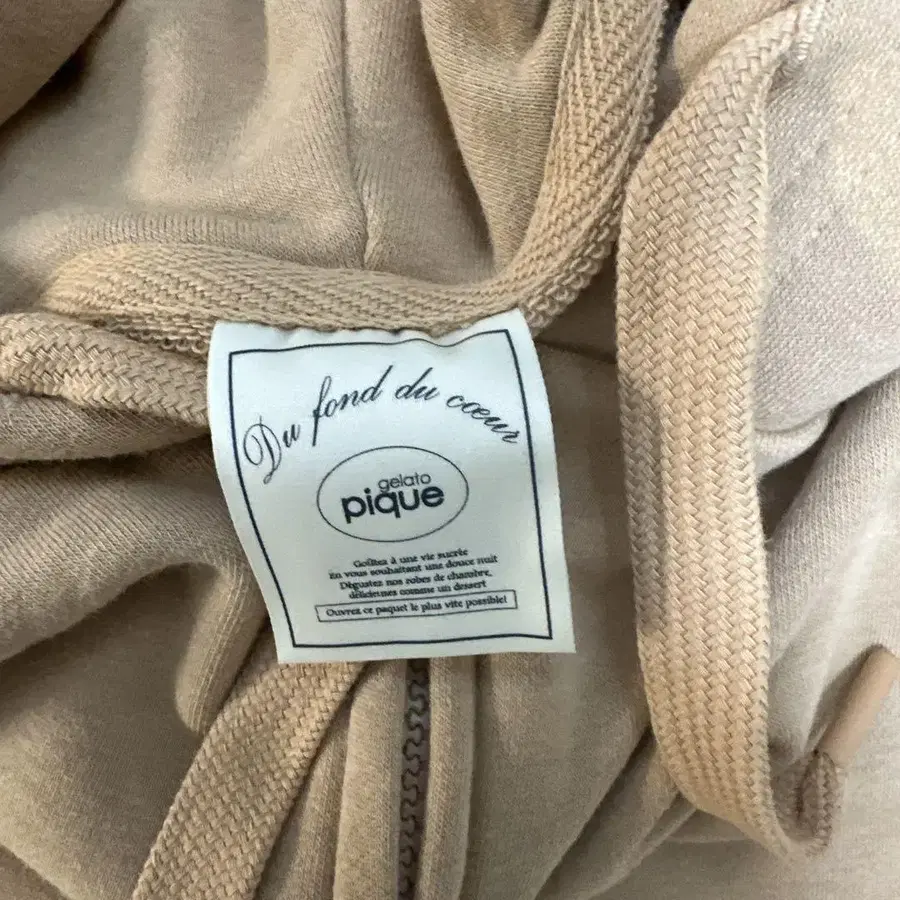 Du fond du cœur
gelato
pique
Goûtez à une vie sucrée
En vous souhaitant une douce nuit
Dégustez nos robes de chambre,
délicieuses comme un dessert
Ouvrez ce paquet le plus vite possible!